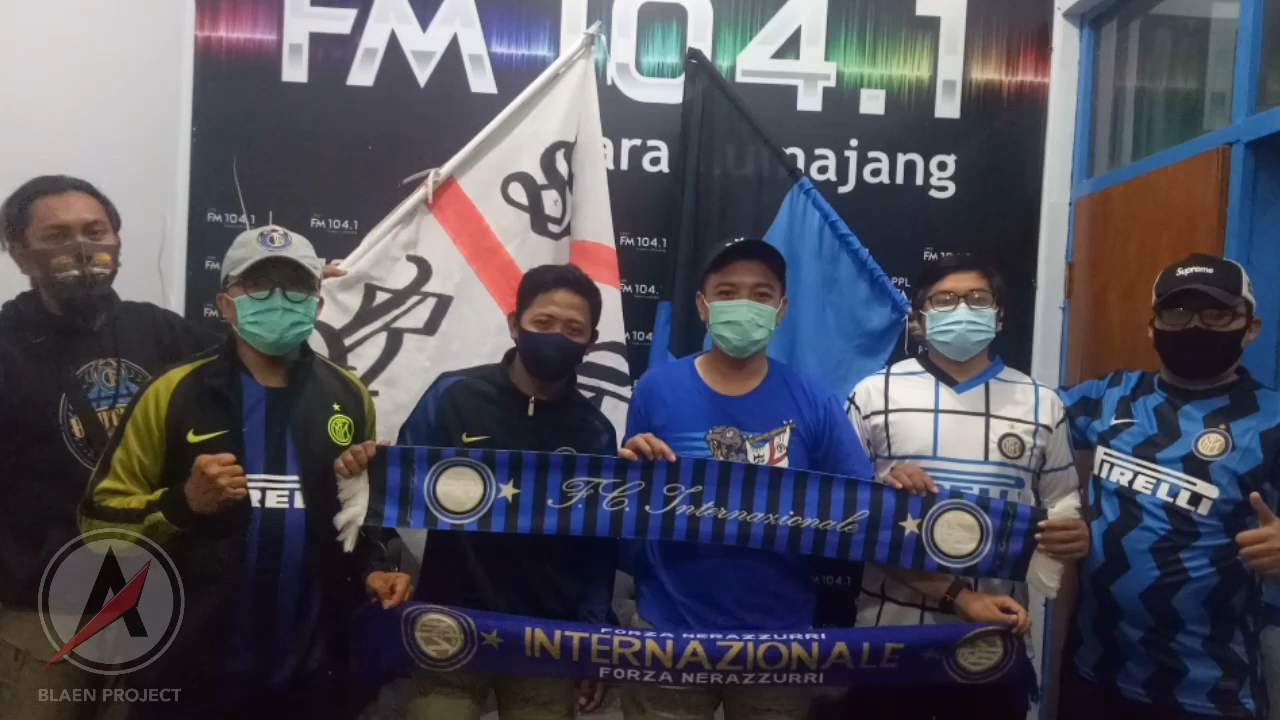 FM 104.1
ara umajang
FM 104.1
FM 104.1
FM 104.1
FM 104.
PPL
Supreme
PIRELLI
F.C. Internazionale
FORZA NERAZZURRI
INTERNAZIONALE
FORZA NERAZZURRI
BLAEN PROJECT